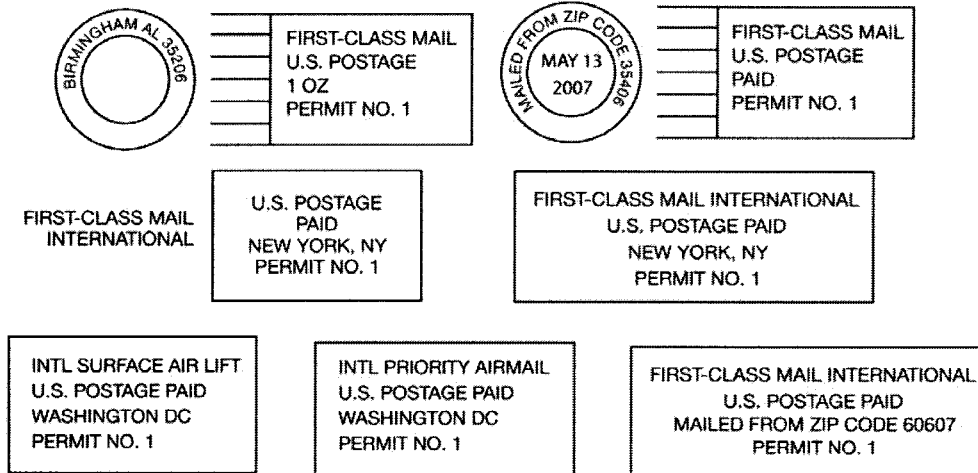 BIRMINGHAM AL 35206
FIRST-CLASS MAIL
U.S. POSTAGE
1 OZ
PERMIT NO. 1
MAILED FROM ZIP CODE 35406
MAY 13
2007
FIRST-CLASS MAIL
U.S. POSTAGE
PAID
PERMIT NO. 1
FIRST-CLASS MAIL
INTERNATIONAL
U.S. POSTAGE
PAID
NEW YORK, NY
PERMIT NO. 1
FIRST-CLASS MAIL INTERNATIONAL
U.S. POSTAGE PAID
NEW YORK, NY
PERMIT NO. 1
INTL SURFACE AIR LIFT
U.S. POSTAGE PAID
WASHINGTON DC
PERMIT NO. 1
INTL PRIORITY AIRMAIL
U.S. POSTAGE PAID
WASHINGTON DC
PERMIT NO. 1
FIRST-CLASS MAIL INTERNATIONAL
U.S. POSTAGE PAID
MAILED FROM ZIP CODE 60607
PERMIT NO. 1